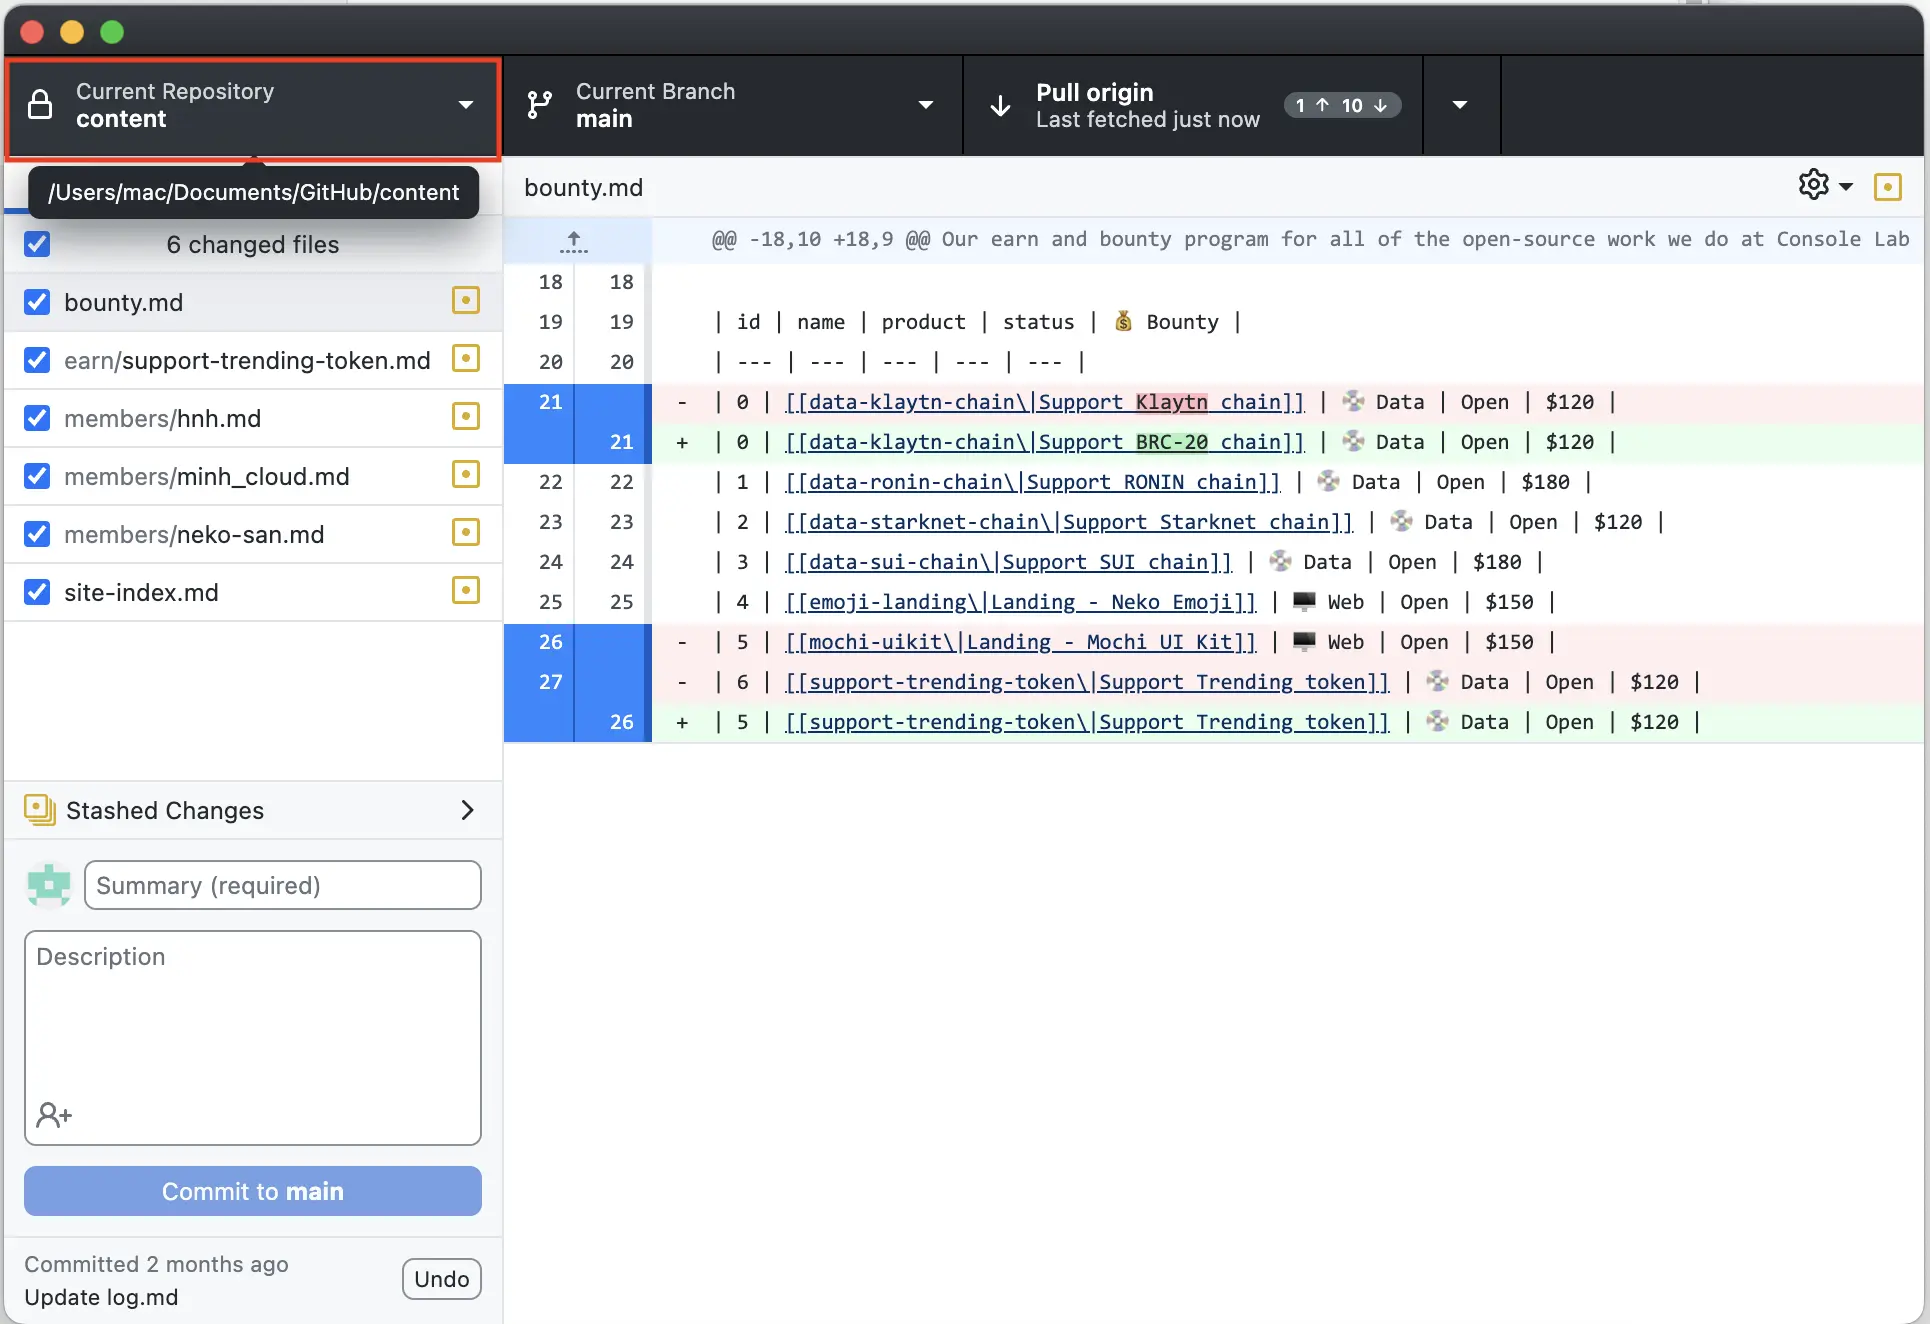 Current Repository
content
Current Branch
main
Pull origin
Last fetched just now
1 ↑ 10 ↓
/Users/mac/Documents/GitHub/content
bounty.md
6 changed files
bounty.md
earn/support-trending-token.md
members/hnh.md
members/minh_cloud.md
members/neko-san.md
site-index.md
@@ -18,10 +18,9 @@ Our earn and bounty program for all of the open-source work we do at Console Lab
18 18
19 19 | id | name | product | status | 💰 Bounty |
20 20 | --- | --- | --- | --- | --- |
21 - | 0 | [[data-klaytn-chain\|Support Klaytn chain]] | 💿 Data | Open | $120 |
21 + | 0 | [[data-klaytn-chain\|Support BRC-20 chain]] | 💿 Data | Open | $120 |
22 22 | 1 | [[data-ronin-chain\|Support RONIN chain]] | 💿 Data | Open | $180 |
23 23 | 2 | [[data-starknet-chain\|Support Starknet chain]] | 💿 Data | Open | $120 |
24 24 | 3 | [[data-sui-chain\|Support SUI chain]] | 💿 Data | Open | $180 |
25 25 | 4 | [[emoji-landing\|Landing - Neko Emoji]] | 🖥️ Web | Open | $150 |
26 - | 5 | [[mochi-uikit\|Landing - Mochi UI Kit]] | 🖥️ Web | Open | $150 |
27 - | 6 | [[support-trending-token\|Support Trending token]] | 💿 Data | Open | $120 |
26 + | 5 | [[support-trending-token\|Support Trending token]] | 💿 Data | Open | $120 |
Stashed Changes
Summary (required)
Description
Commit to main
Committed 2 months ago
Update log.md
Undo